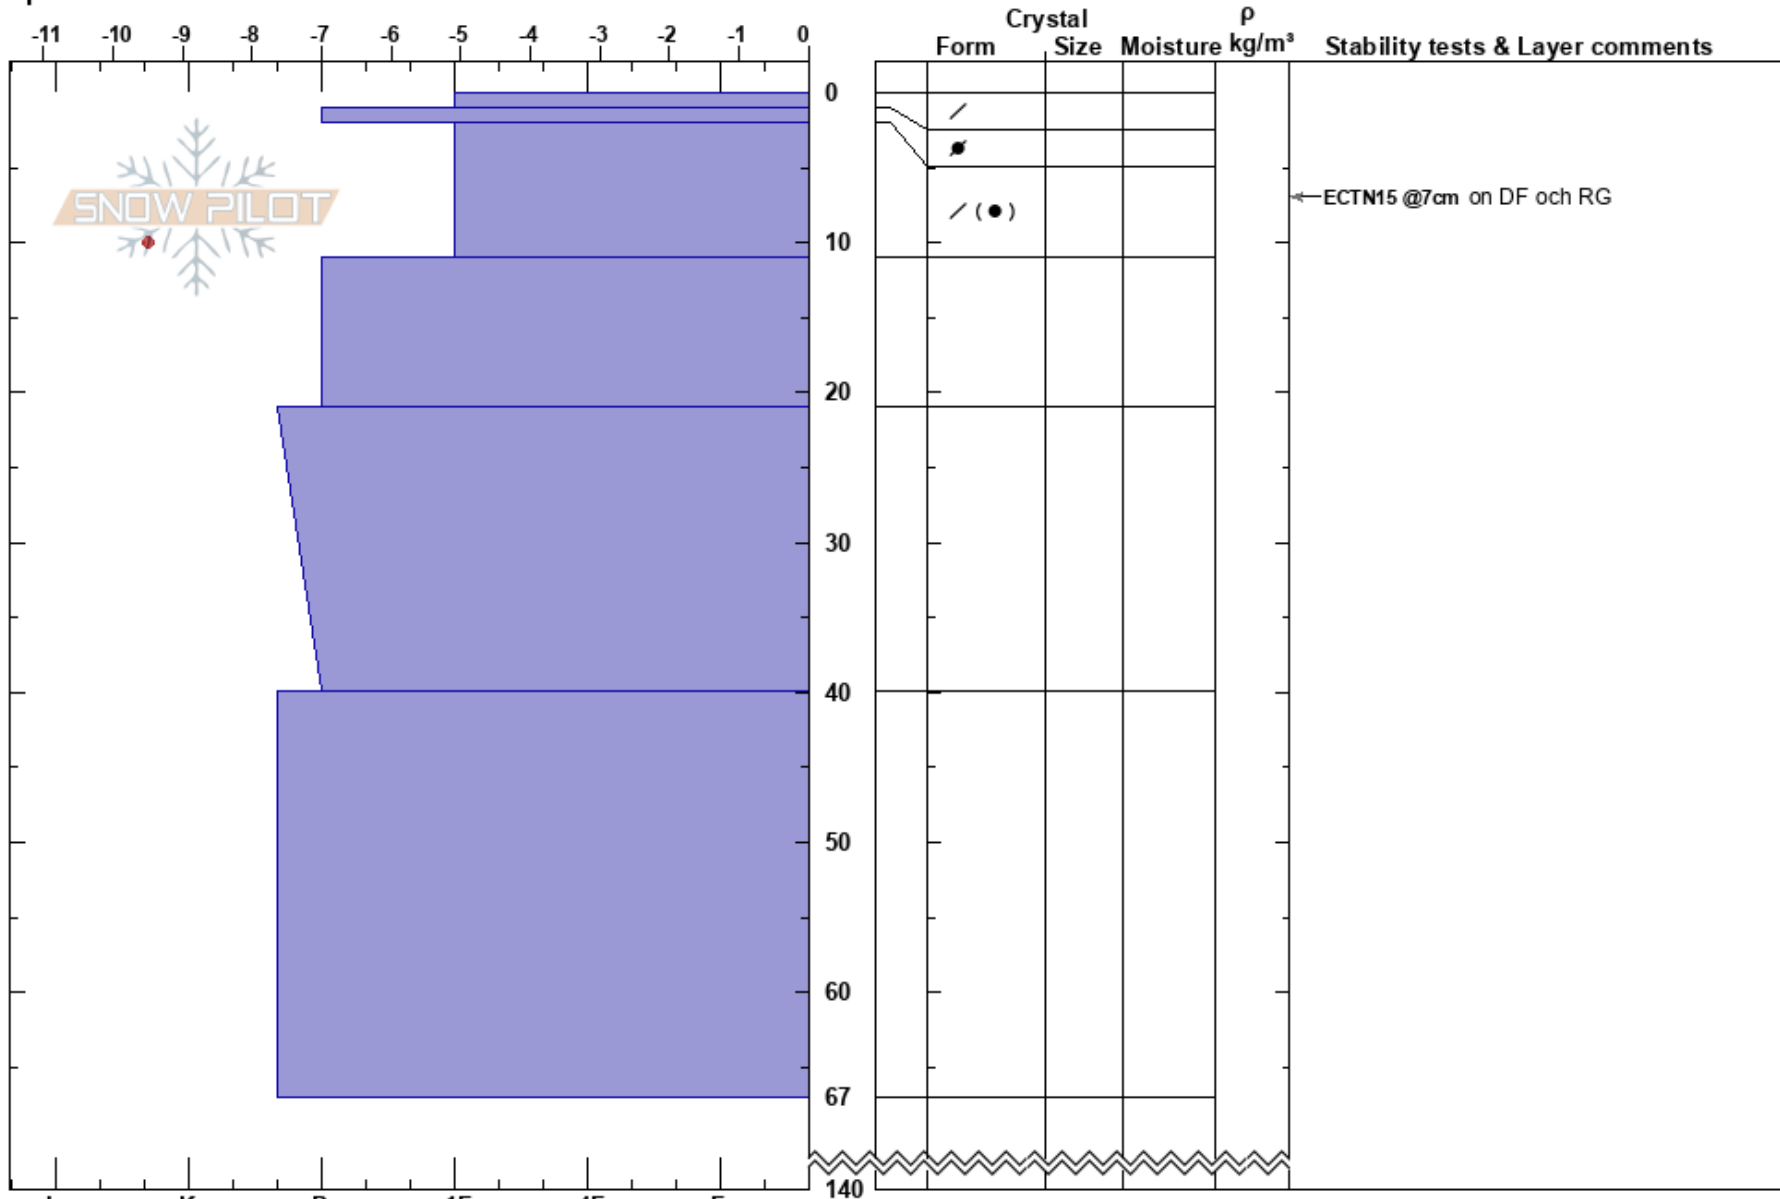 Crystal ρ
-11 -10 -9 -8 -7 -6 -5 -4 -3 -2 -1 0 Form Size Moisture kg/m³ Stability tests & Layer comments
0
SNOW PILOT
ECTN15 @7cm on DF och RG
( )
10
20
30
40
50
60
67
140